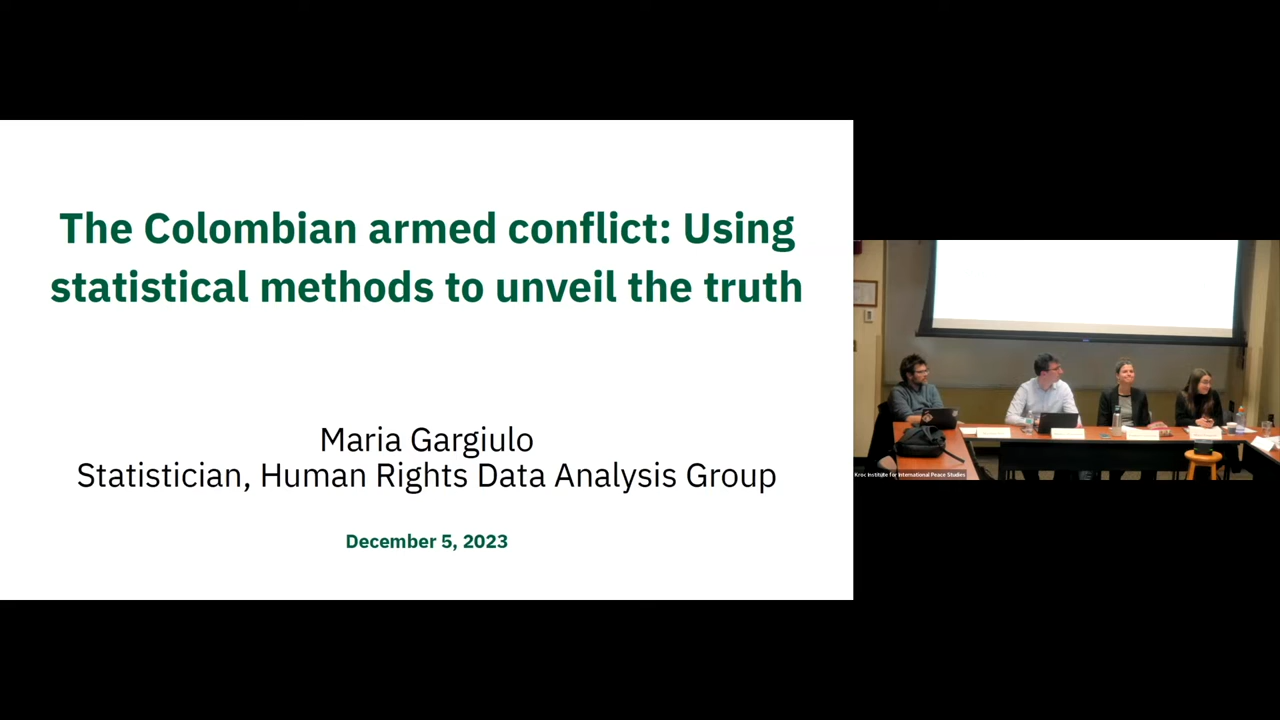 The Colombian armed conflict: Using
statistical methods to unveil the truth
Maria Gargiulo
Statistician, Human Rights Data Analysis Group
December 5, 2023
Kroc Institute for International Peace Studies